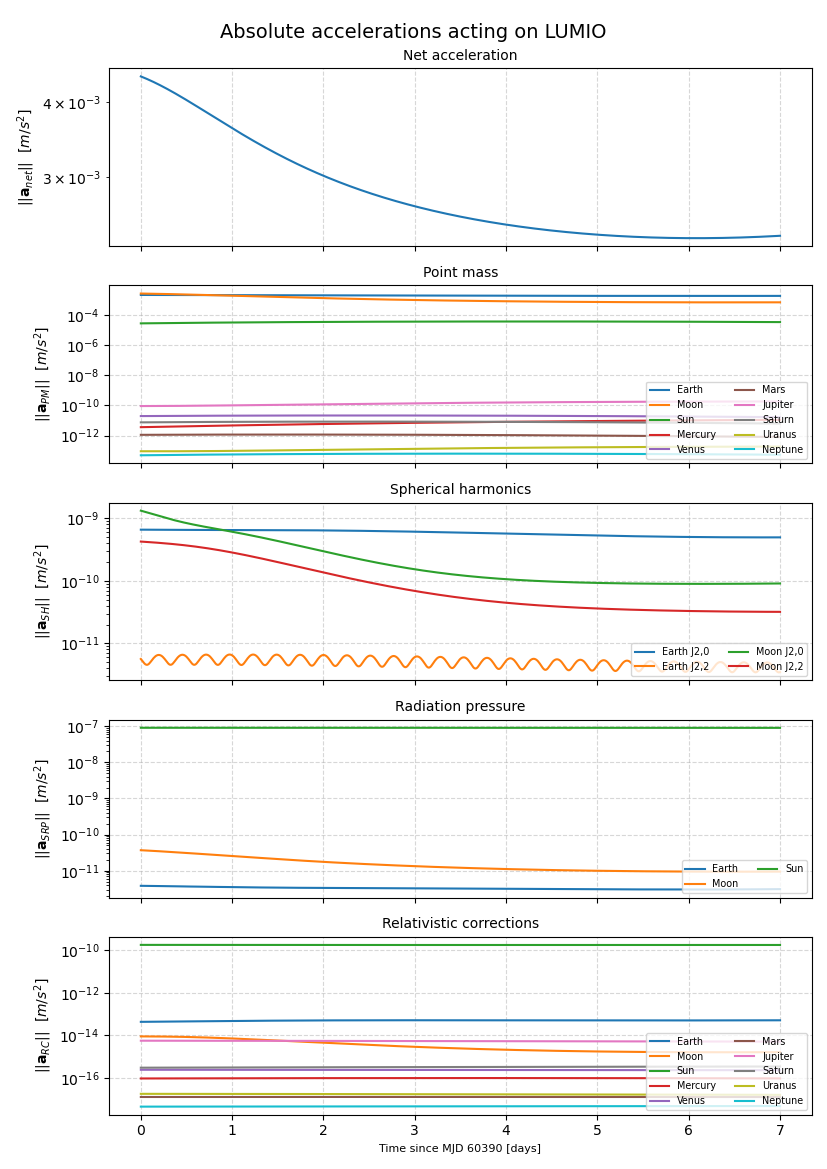 Absolute accelerations acting on LUMIO
Net acceleration
||a_net|| [m/s²]
4 × 10⁻³
3 × 10⁻³
Point mass
||a_PM|| [m/s²]
10⁻⁴
10⁻⁶
10⁻⁸
10⁻¹⁰
10⁻¹²
Earth Mars
Moon Jupiter
Sun Saturn
Mercury Uranus
Venus Neptune
Spherical harmonics
||a_SH|| [m/s²]
10⁻⁹
10⁻¹⁰
10⁻¹¹
Earth J2,0 Moon J2,0
Earth J2,2 Moon J2,2
Radiation pressure
||a_SRP|| [m/s²]
10⁻⁷
10⁻⁸
10⁻⁹
10⁻¹⁰
10⁻¹¹
Earth Sun
Moon
Relativistic corrections
||a_RC|| [m/s²]
10⁻¹⁰
10⁻¹²
10⁻¹⁴
10⁻¹⁶
Earth Mars
Moon Jupiter
Sun Saturn
Mercury Uranus
Venus Neptune
0 1 2 3 4 5 6 7
Time since MJD 60390 [days]